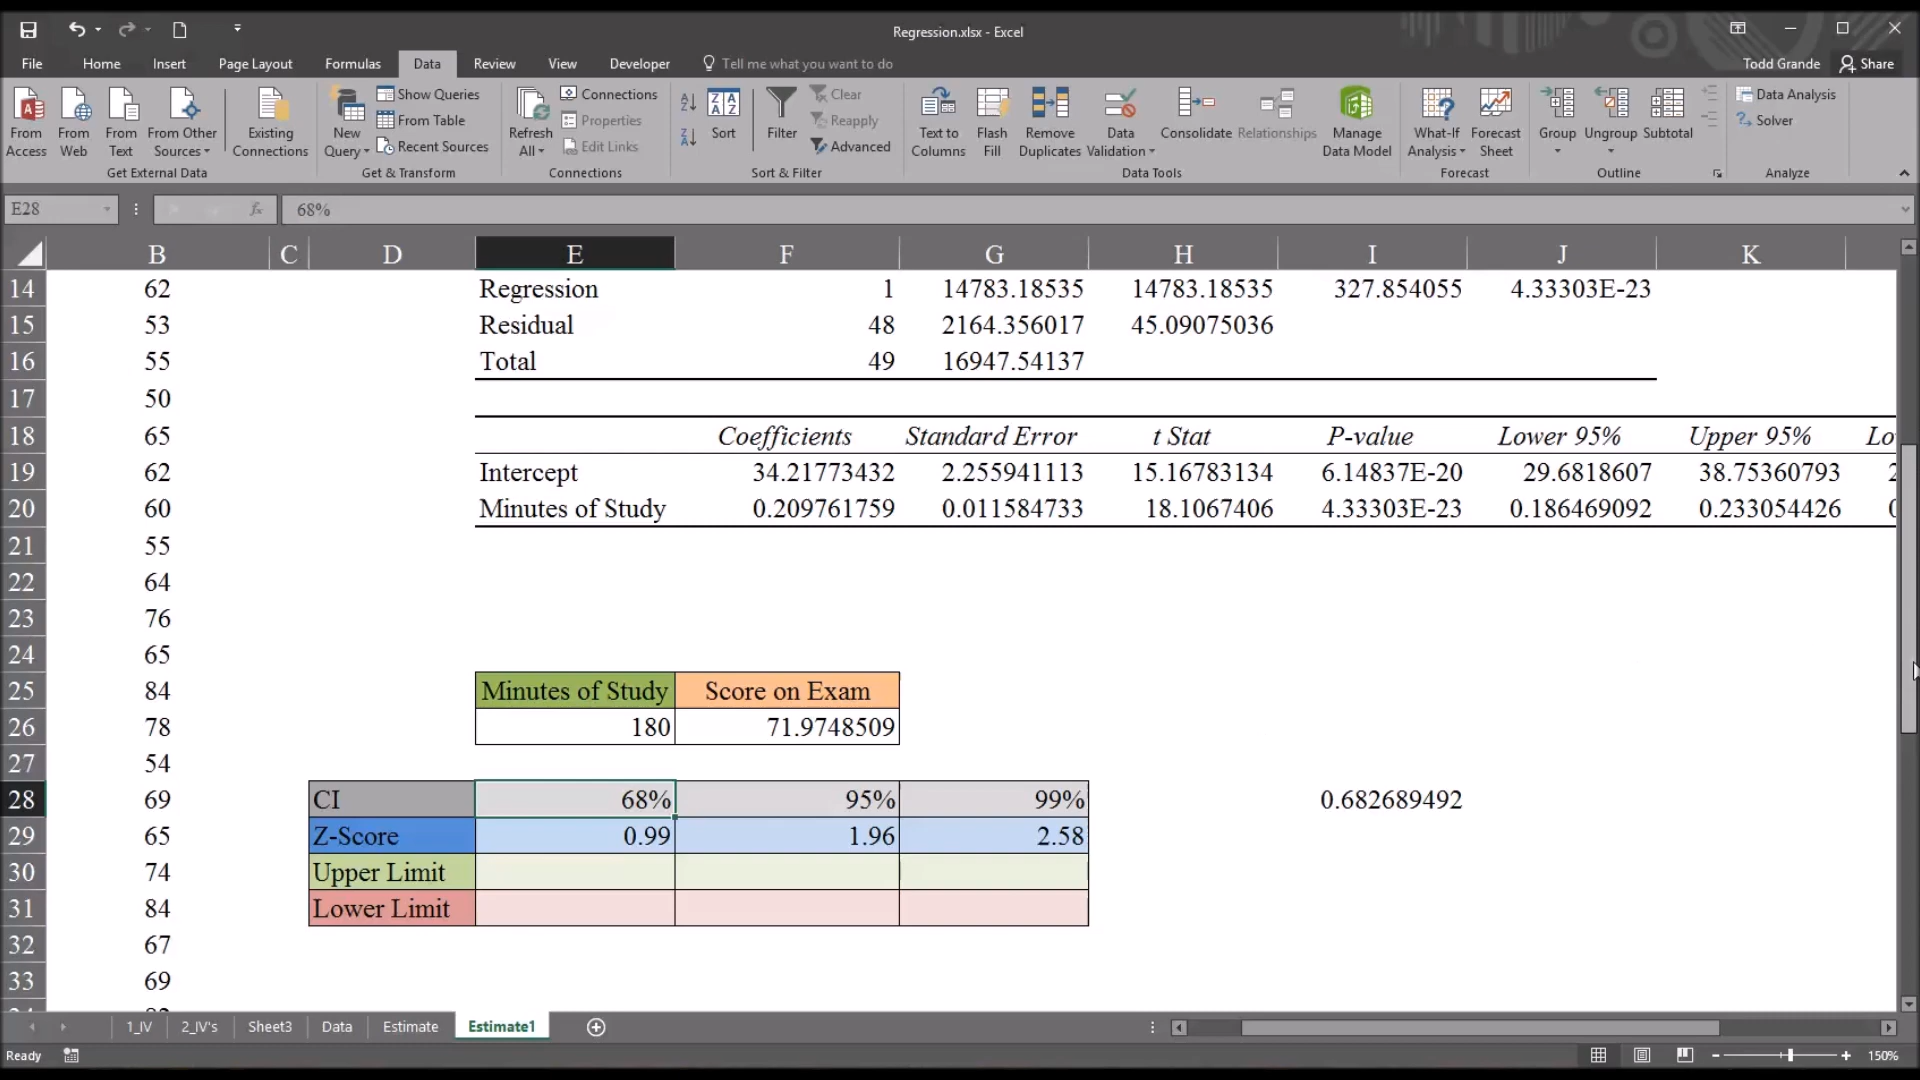 Regression.xlsx - Excel
File Home Insert Page Layout Formulas Data Review View Developer Tell me what you want to do Todd Grande Share
From Access
From Web
From Text
From Other Sources
Existing Connections
Get External Data
New Query
Show Queries
From Table
Recent Sources
Get & Transform
Refresh All
Connections
Properties
Edit Links
Connections
Sort
Filter
Clear
Reapply
Advanced
Sort & Filter
Text to Columns
Flash Fill
Remove Duplicates
Data Validation
Consolidate
Relationships
Manage Data Model
Data Tools
What-If Analysis
Forecast Sheet
Forecast
Group
Ungroup
Subtotal
Outline
Data Analysis
Solver
Analyze
E28 fx 68%
B C D E F G H I J K
14 62 Regression 1 14783.18535 14783.18535 327.854055 4.33303E-23
15 53 Residual 48 2164.356017 45.09075036
16 55 Total 49 16947.54137
17 50
18 65 Coefficients Standard Error t Stat P-value Lower 95% Upper 95% Lo
19 62 Intercept 34.21773432 2.255941113 15.16783134 6.14837E-20 29.6818607 38.75360793
20 60 Minutes of Study 0.209761759 0.011584733 18.1067406 4.33303E-23 0.186469092 0.233054426
21 55
22 64
23 76
24 65
25 84 Minutes of Study Score on Exam
26 78 180 71.9748509
27 54
28 69 CI 68% 95% 99% 0.682689492
29 65 Z-Score 0.99 1.96 2.58
30 74 Upper Limit
31 84 Lower Limit
32 67
33 69
1_IV 2_IV's Sheet3 Data Estimate Estimate1
Ready 150%